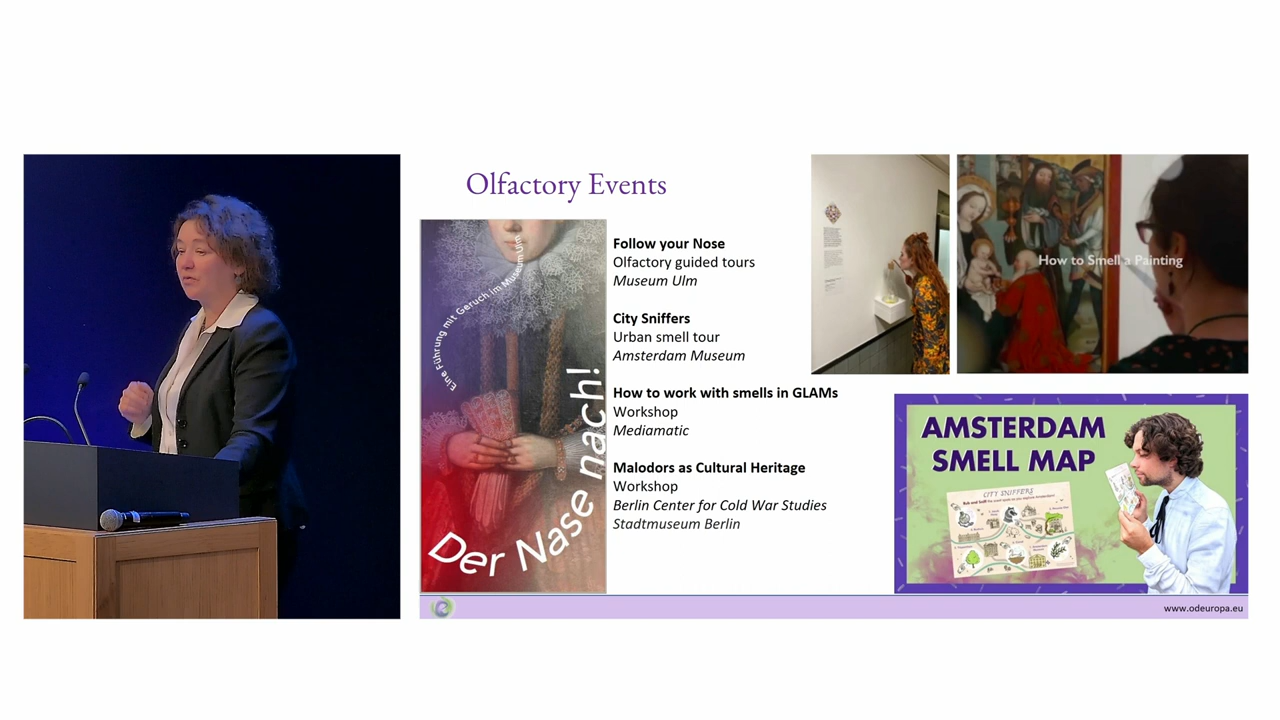 Olfactory Events
Eine Führung mit Geruch im Museum Ulm
Der Nase nach!
Follow your Nose
Olfactory guided tours
Museum Ulm
City Sniffers
Urban smell tour
Amsterdam Museum
How to work with smells in GLAMs
Workshop
Mediamatic
Malodors as Cultural Heritage
Workshop
Berlin Center for Cold War Studies
Stadtmuseum Berlin
How to Smell a Painting
AMSTERDAM
SMELL MAP
CITY SNIFFERS
www.odeuropa.eu